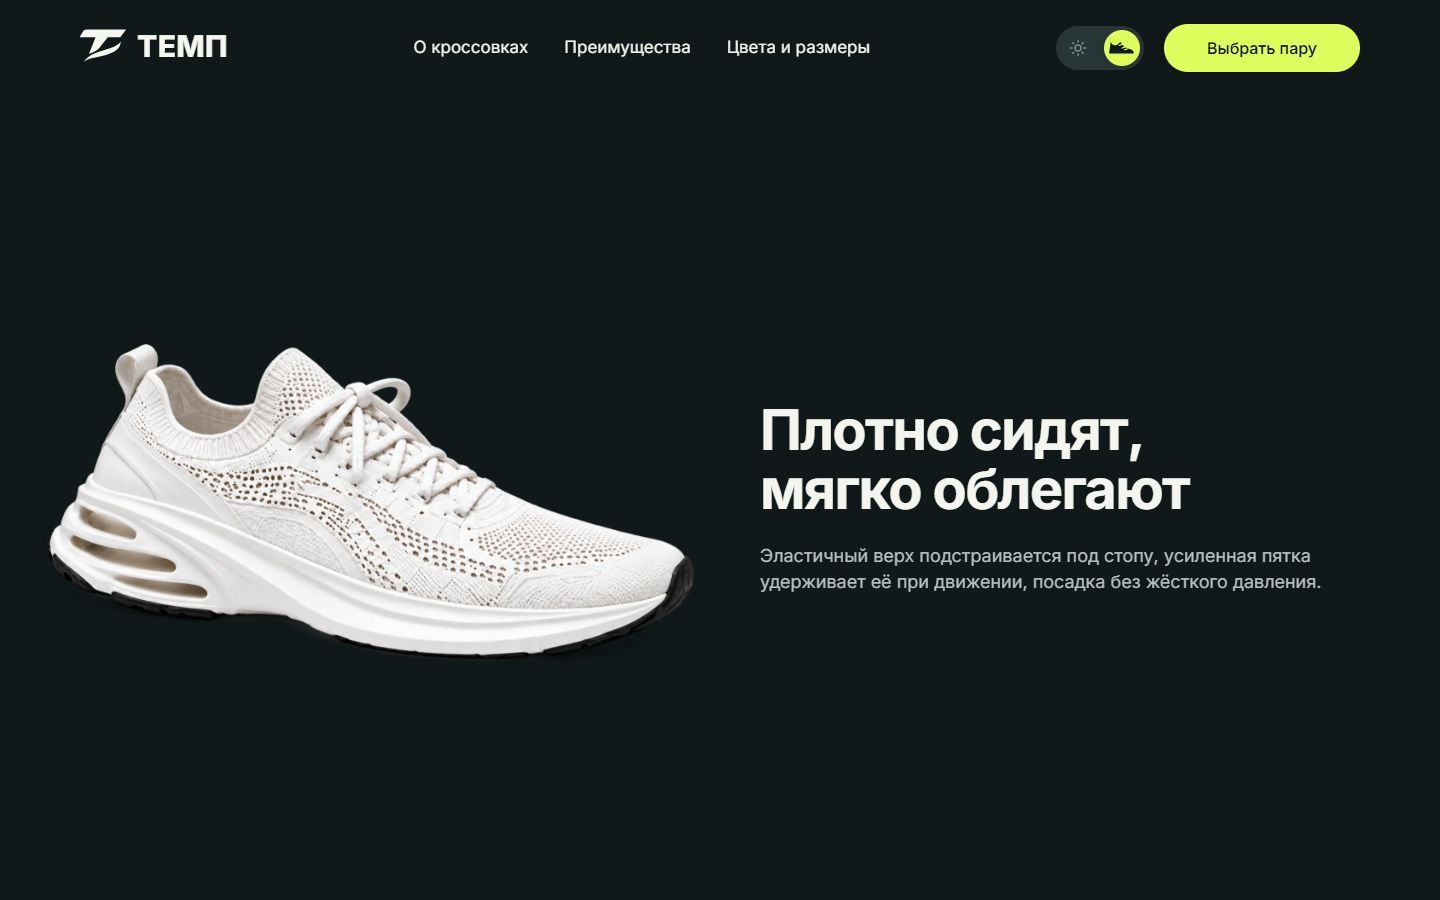 ТЕМП
О кроссовках
Преимущества
Цвета и размеры
Выбрать пару
Плотно сидят,
мягко облегают
Эластичный верх подстраивается под стопу, усиленная пятка
удерживает её при движении, посадка без жёсткого давления.